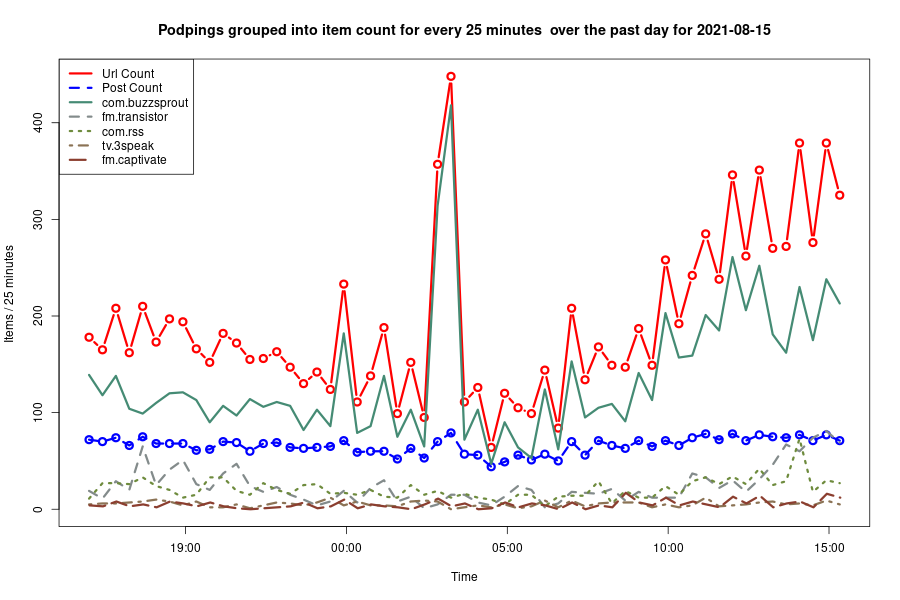 Podpings grouped into item count for every 25 minutes  over the past day for 2021-08-15
Url Count
Post Count
com.buzzsprout
fm.transistor
com.rss
tv.3speak
fm.captivate
400
300
200
100
0
Items / 25 minutes
19:00 00:00 05:00 10:00 15:00
Time